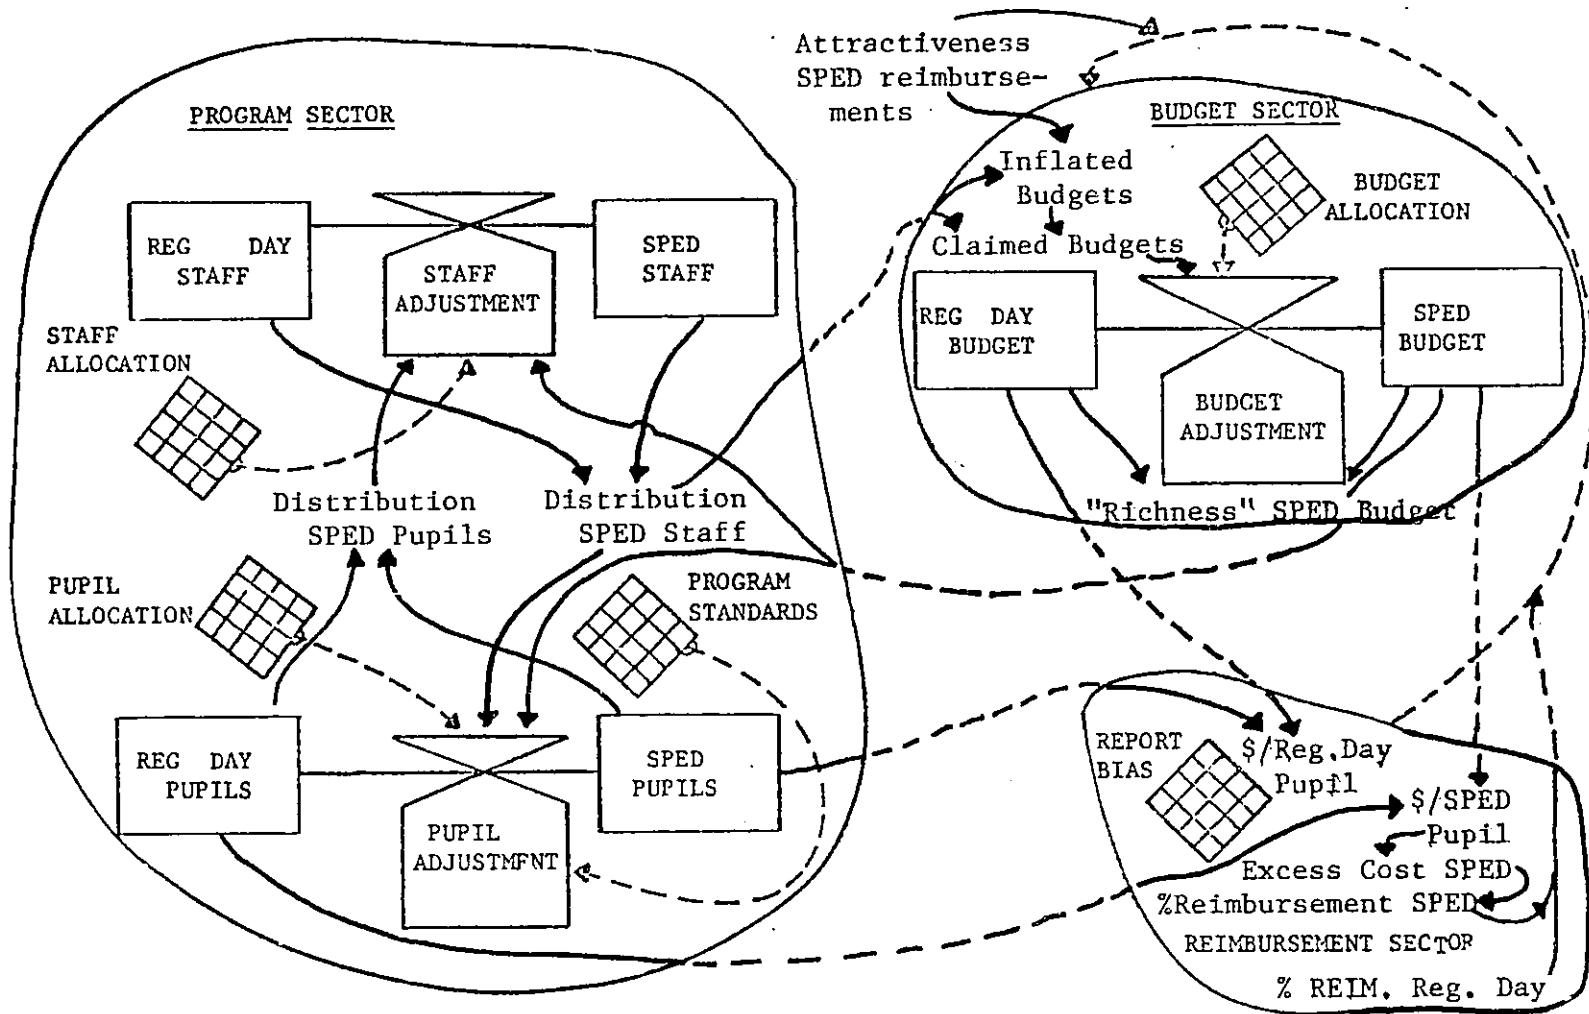 Attractiveness
SPED reimburse-
ments
PROGRAM SECTOR
REG DAY
STAFF
STAFF
ADJUSTMENT
SPED
STAFF
STAFF
ALLOCATION
Distribution
SPED Pupils
Distribution
SPED Staff
PUPIL
ALLOCATION
PROGRAM
STANDARDS
REG DAY
PUPILS
PUPIL
ADJUSTMFNT
SPED
PUPILS
BUDGET SECTOR
Inflated
Budgets
BUDGET
ALLOCATION
Claimed Budgets
REG DAY
BUDGET
SPED
BUDGET
BUDGET
ADJUSTMENT
"Richness" SPED Budget
REPORT
BIAS
$/Reg.Day
Pupil
$/SPED
Pupil
Excess Cost SPED
%Reimbursement SPED
REIMBURSEMENT SECTOR
% REIM. Reg. Day